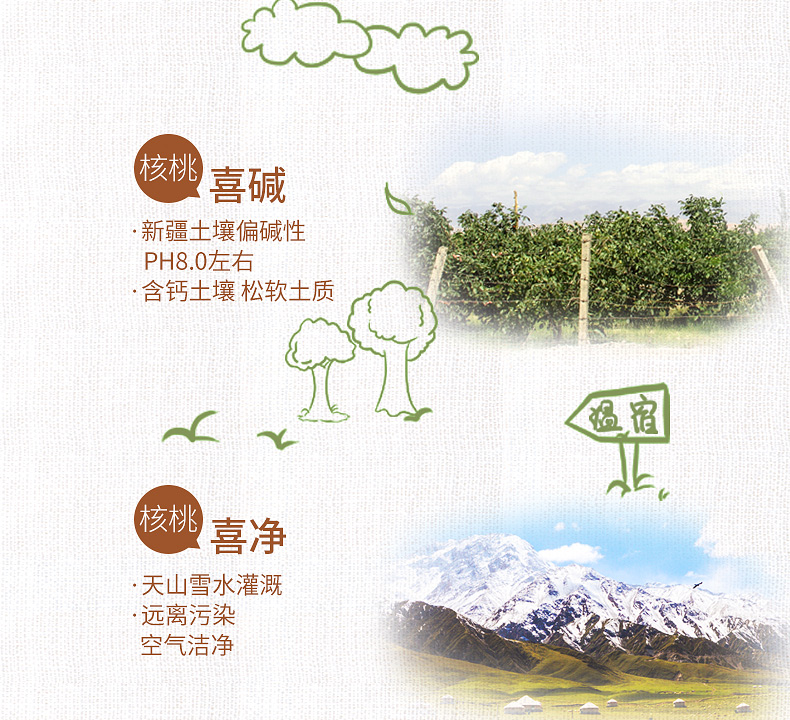 核桃
喜碱
·新疆土壤偏碱性
PH8.0左右
·含钙土壤 松软土质
温宿
核桃
喜净
·天山雪水灌溉
·远离污染
空气洁净